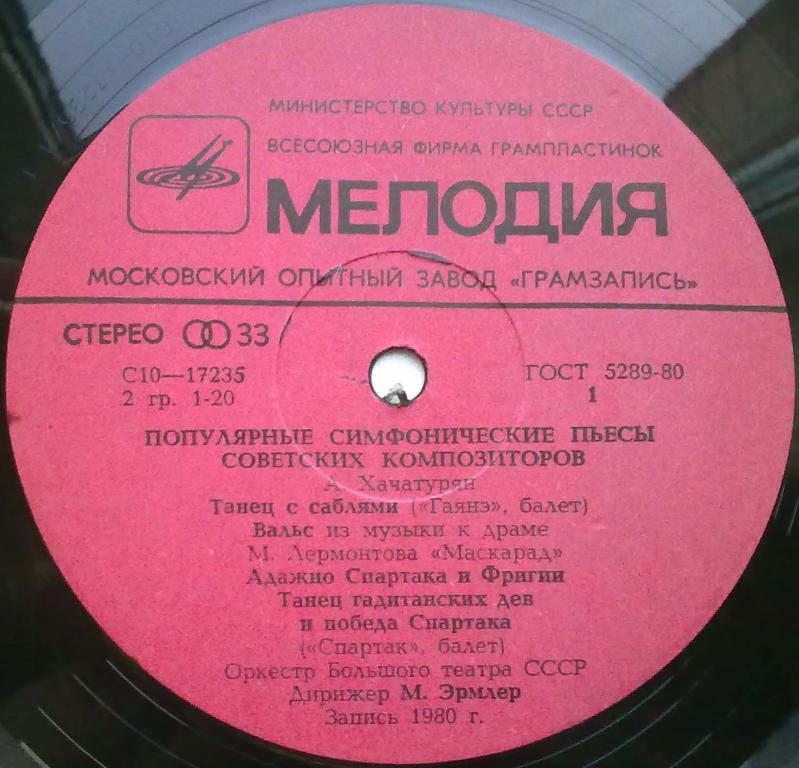 МИНИСТЕРСТВО КУЛЬТУРЫ СССР
ВСЕСОЮЗНАЯ ФИРМА ГРАМПЛАСТИНОК
МЕЛОДИЯ
МОСКОВСКИЙ ОПЫТНЫЙ ЗАВОД «ГРАМЗАПИСЬ»
СТЕРЕО 33
С10—17235 ГОСТ 5289-80
2 гр. 1-20 1
ПОПУЛЯРНЫЕ СИМФОНИЧЕСКИЕ ПЬЕСЫ
СОВЕТСКИХ КОМПОЗИТОРОВ
А. Хачатурян
Танец с саблями («Гаянэ», балет)
Вальс из музыки к драме
М. Лермонтова «Маскарад»
Адажио Спартака и Фригии
Танец гадитанских дев
и победа Спартака
(«Спартак», балет)
Оркестр Большого театра СССР
Дирижер М. Эрмлер
Запись 1980 г.